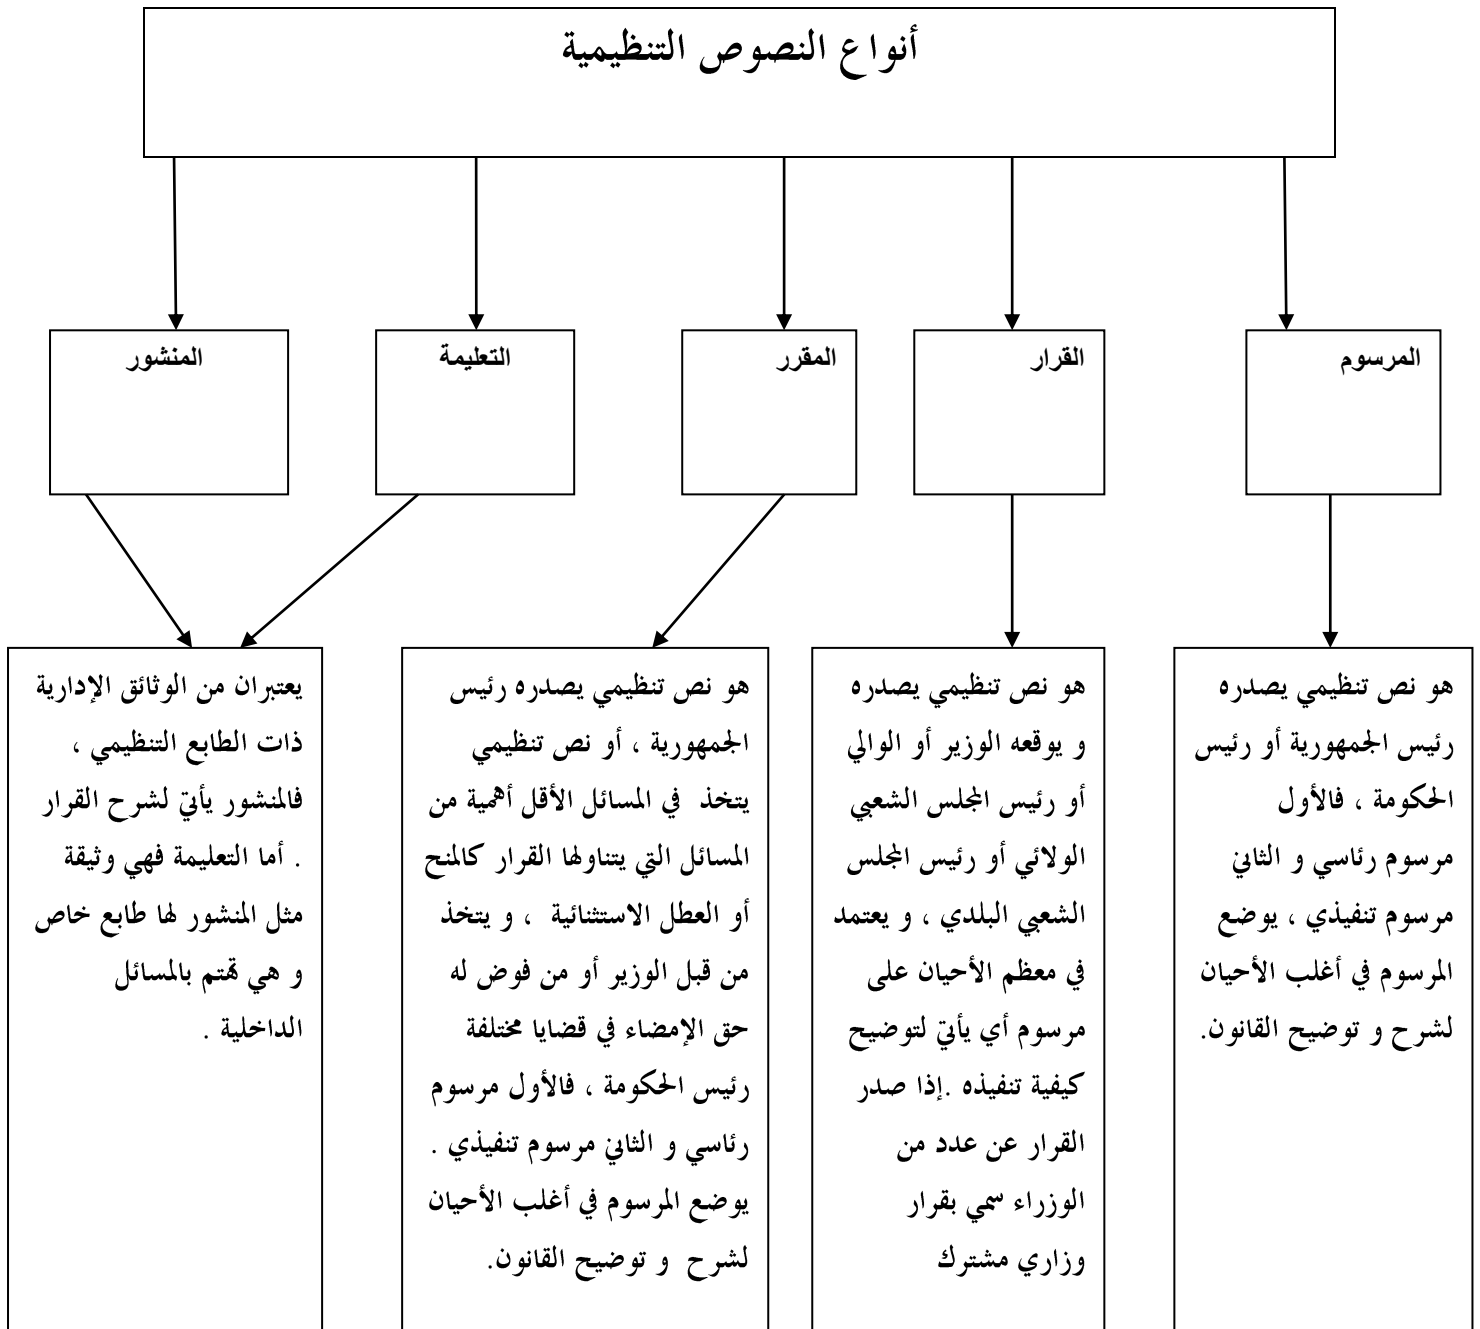 أنواع النصوص التنظيمية
المرسوم
القرار
المقرر
التعليمة
المنشور
هو نص تنظيمي يصدره
رئيس الجمهورية أو رئيس
الحكومة ، فالأول
مرسوم رئاسي و الثاني
مرسوم تنفيذي ، يوضع
المرسوم في أغلب الأحيان
لشرح و توضيح القانون.
هو نص تنظيمي يصدره
و يوقعه الوزير أو الوالي
أو رئيس المجلس الشعبي
الولائي أو رئيس المجلس
الشعبي البلدي ، و يعتمد
في معظم الأحيان على
مرسوم أي يأتي لتوضيح
كيفية تنفيذه .إذا صدر
القرار عن عدد من
الوزراء سمي بقرار
وزاري مشترك
هو نص تنظيمي يصدره رئيس
الجمهورية ، أو نص تنظيمي
يتخذ في المسائل الأقل أهمية من
المسائل التي يتناولها القرار كالمنح
أو العطل الاستثنائية ، و يتخذ
من قبل الوزير أو من فوض له
حق الإمضاء في قضايا مختلفة
رئيس الحكومة ، فالأول مرسوم
رئاسي و الثاني مرسوم تنفيذي .
يوضع المرسوم في أغلب الأحيان
لشرح و توضيح القانون.
يعتبران من الوثائق الإدارية
ذات الطابع التنظيمي ،
فالمنشور يأتي لشرح القرار
. أما التعليمة فهي وثيقة
مثل المنشور لها طابع خاص
و هي تهتم بالمسائل
الداخلية .